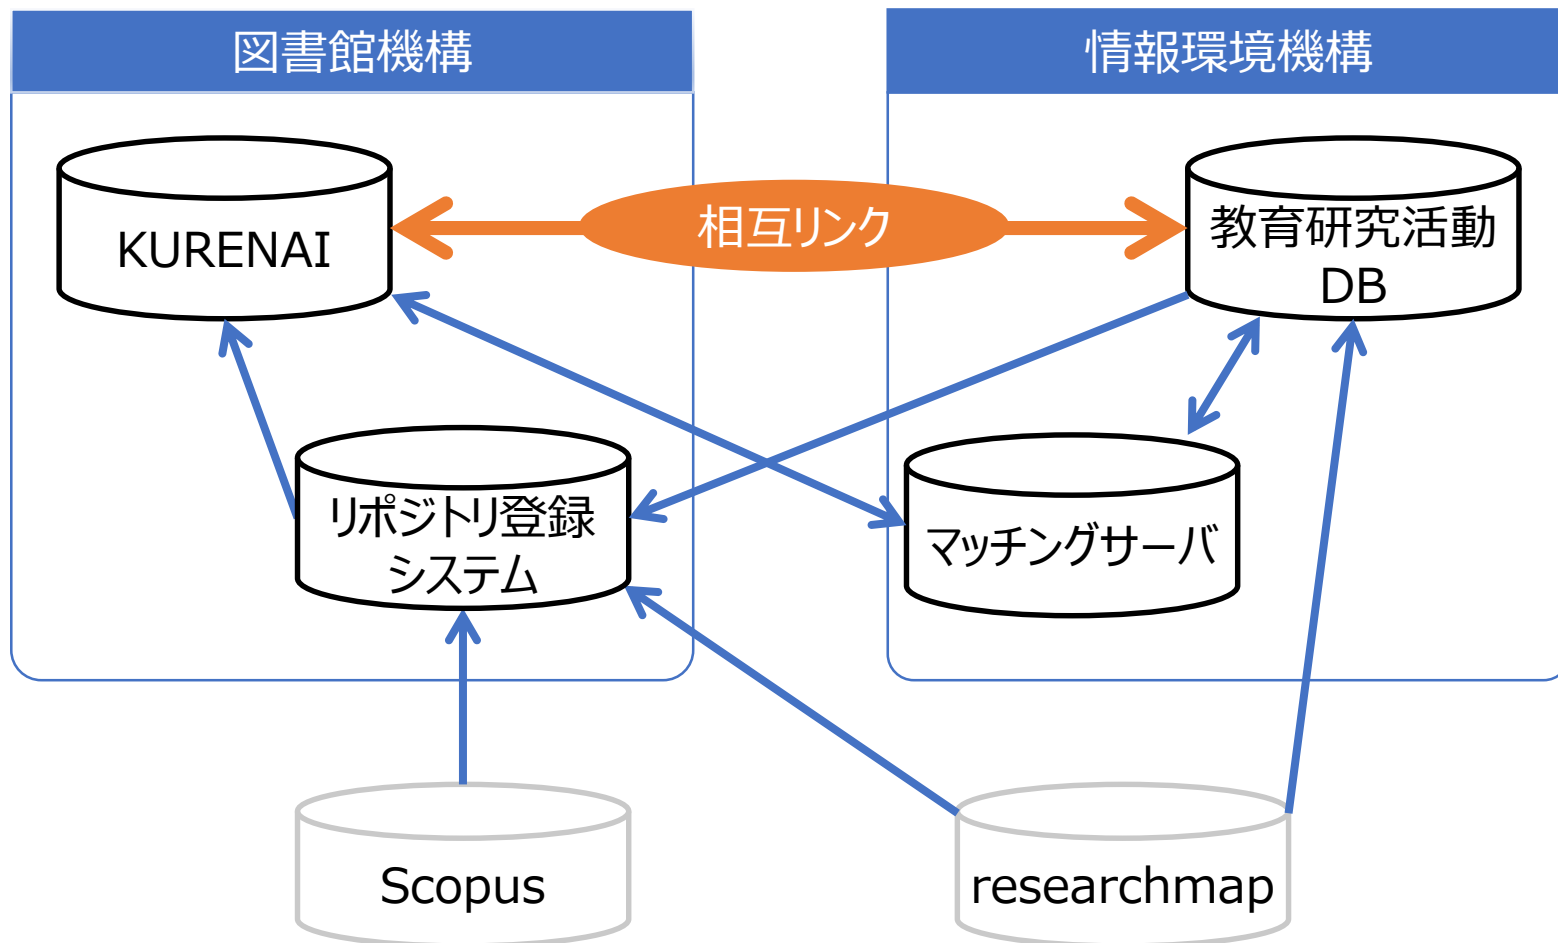 図書館機構
情報環境機構
KURENAI
相互リンク
教育研究活動
DB
リポジトリ登録
システム
マッチングサーバ
Scopus
researchmap